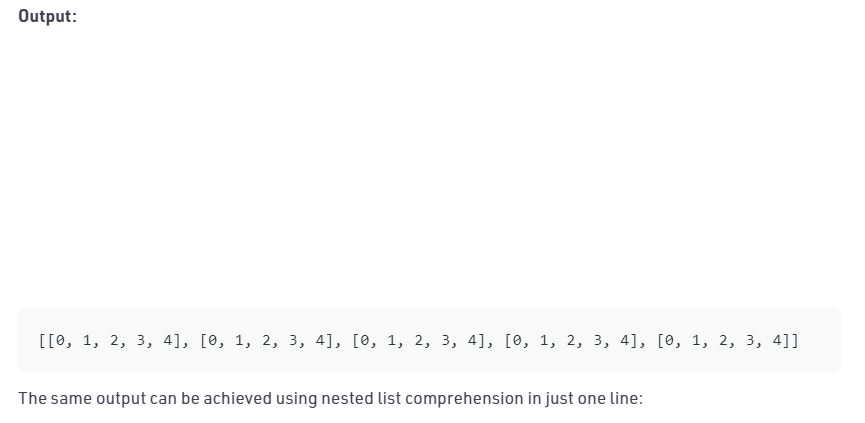 Output:
[[0, 1, 2, 3, 4], [0, 1, 2, 3, 4], [0, 1, 2, 3, 4], [0, 1, 2, 3, 4], [0, 1, 2, 3, 4]]
The same output can be achieved using nested list comprehension in just one line: